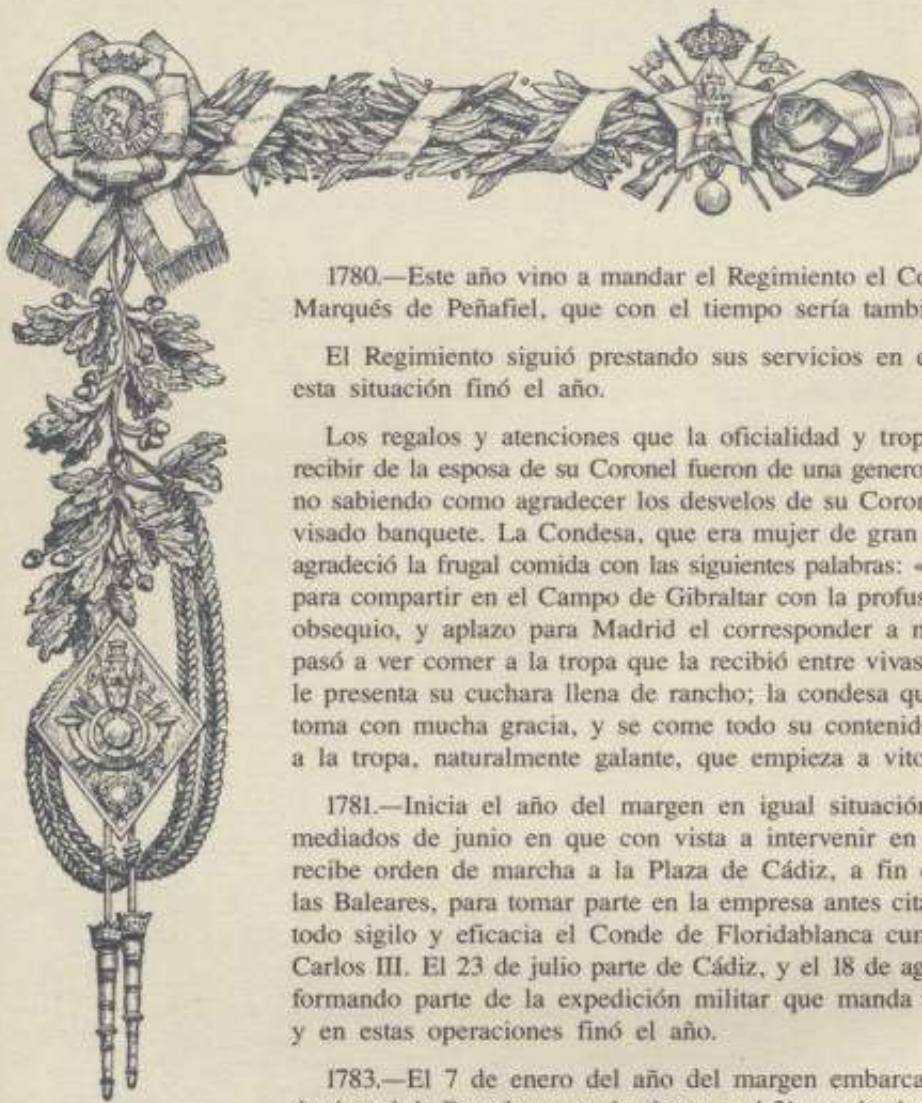 1780.—Este año vino a mandar el Regimiento el Co
Marqués de Peñafiel, que con el tiempo sería tambi
El Regimiento siguió prestando sus servicios en e
esta situación finó el año.
Los regalos y atenciones que la oficialidad y trop
recibir de la esposa de su Coronel fueron de una genero
no sabiendo como agradecer los desvelos de su Coro
visado banquete. La Condesa, que era mujer de gran
agradeció la frugal comida con las siguientes palabras: «
para compartir en el Campo de Gibraltar con la profus
obsequio, y aplazo para Madrid el corresponder a n
pasó a ver comer a la tropa que la recibió entre vivas
le presenta su cuchara llena de rancho; la condesa qu
toma con mucha gracia, y se come todo su contenid
a la tropa, naturalmente galante, que empieza a vito
1781.—Inicia el año del margen en igual situación
mediados de junio en que con vista a intervenir en
recibe orden de marcha a la Plaza de Cádiz, a fin
las Baleares, para tomar parte en la empresa antes cita
todo sigilo y eficacia el Conde de Floridablanca cun
Carlos III. El 23 de julio parte de Cádiz, y el 18 de ag
formando parte de la expedición militar que manda
y en estas operaciones finó el año.
1783.—El 7 de enero del año del margen embarca